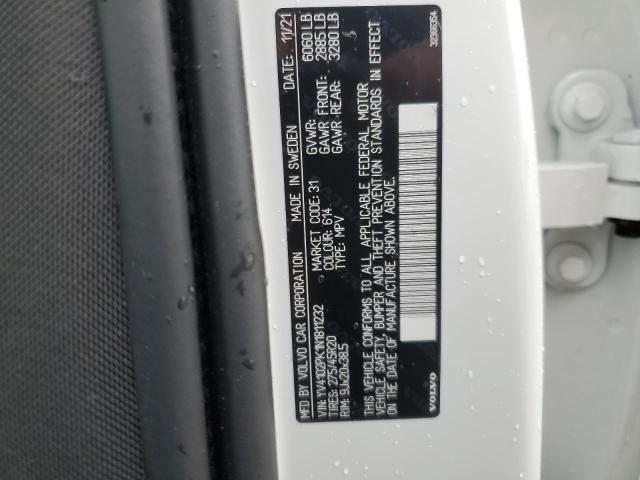 MFD BY VOLVO CAR CORPORATION MADE IN SWEDEN DATE: 11/21
VIN: YV4102PK1N1811232 MARKET CODE: 31 GVWR: 6060 LB
TIRES: 275/45R20 COLOUR: 614 GAWR FRONT: 2885 LB
RIM: 9Jx20x38.5 TYPE: MPV GAWR REAR: 3280 LB
THIS VEHICLE CONFORMS TO ALL APPLICABLE FEDERAL MOTOR
VEHICLE SAFETY, BUMPER AND THEFT PREVENTION STANDARDS IN EFFECT
ON THE DATE OF MANUFACTURE SHOWN ABOVE.
VOLVO